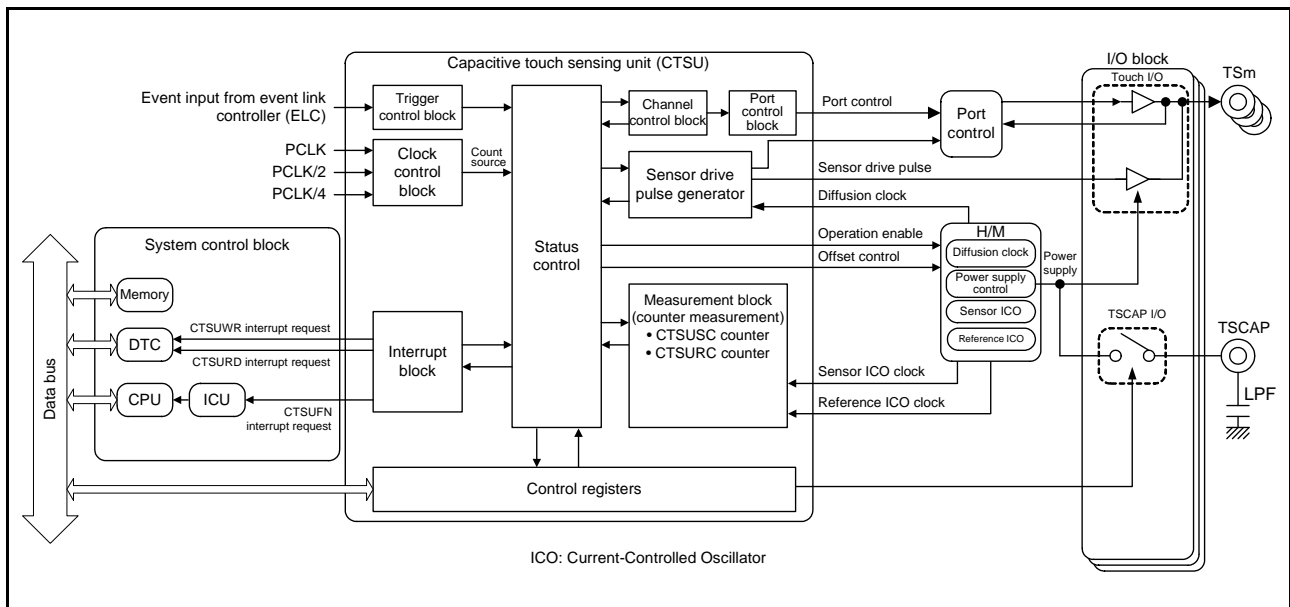 Capacitive touch sensing unit (CTSU)
I/O block
Touch I/O
TSm
Event input from event link
controller (ELC)
Trigger
control block
Channel
control block
Port
control
block
Port control
Port
control
PCLK
PCLK/2
PCLK/4
Clock
control
block
Count
source
Sensor drive
pulse generator
Sensor drive pulse
Diffusion clock
System control block
Status
control
Operation enable
Offset control
H/M
Diffusion clock
Power supply
control
Sensor ICO
Reference ICO
Power
supply
Memory
DTC
CTSUWR interrupt request
CTSURD interrupt request
CPU
ICU
CTSUFN
interrupt request
Interrupt
block
Measurement block
(counter measurement)
• CTSUSC counter
• CTSURC counter
Sensor ICO clock
Reference ICO clock
TSCAP I/O
TSCAP
LPF
Data bus
Control registers
ICO: Current-Controlled Oscillator